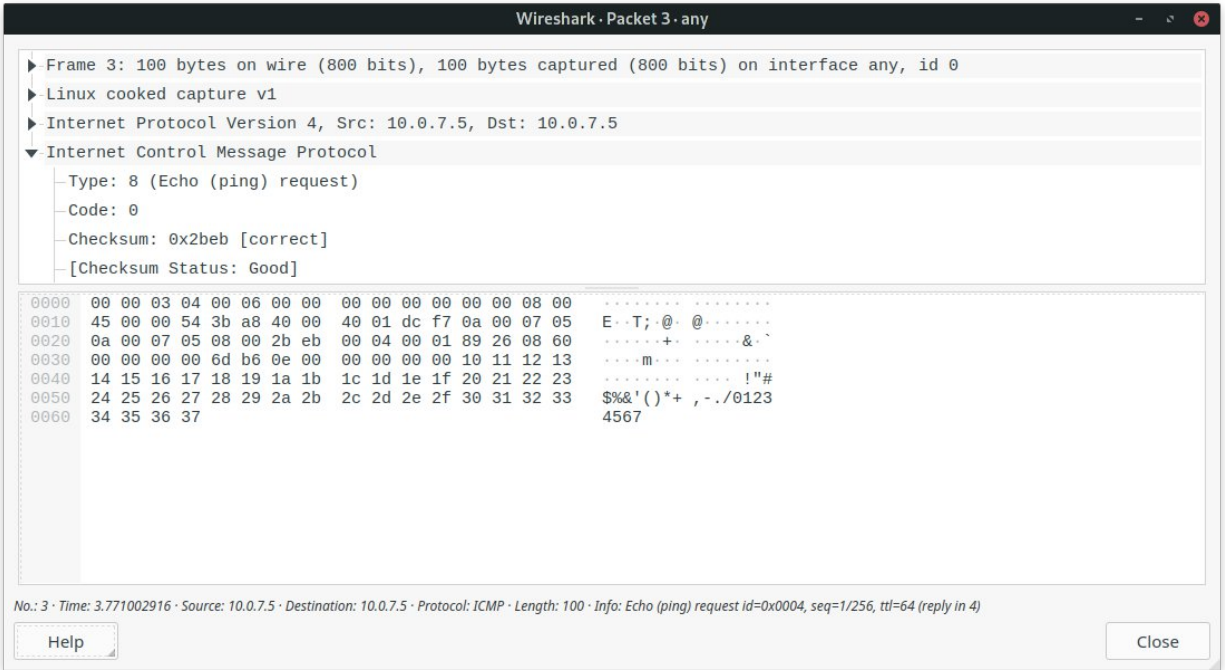 Wireshark · Packet 3 · any
Frame 3: 100 bytes on wire (800 bits), 100 bytes captured (800 bits) on interface any, id 0
Linux cooked capture v1
Internet Protocol Version 4, Src: 10.0.7.5, Dst: 10.0.7.5
Internet Control Message Protocol
Type: 8 (Echo (ping) request)
Code: 0
Checksum: 0x2beb [correct]
[Checksum Status: Good]
0000 00 00 03 04 00 06 00 00 00 00 00 00 00 00 08 00 ········ ········
0010 45 00 00 54 3b a8 40 00 40 01 dc f7 0a 00 07 05 E··T;·@· @·······
0020 0a 00 07 05 08 00 2b eb 00 04 00 01 89 26 08 60 ······+· ·····&·`
0030 00 00 00 00 6d b6 0e 00 00 00 00 00 10 11 12 13 ····m··· ········
0040 14 15 16 17 18 19 1a 1b 1c 1d 1e 1f 20 21 22 23 ········ ···· !"#
0050 24 25 26 27 28 29 2a 2b 2c 2d 2e 2f 30 31 32 33 $%&'()*+ ,-./0123
0060 34 35 36 37 4567
No.: 3 · Time: 3.771002916 · Source: 10.0.7.5 · Destination: 10.0.7.5 · Protocol: ICMP · Length: 100 · Info: Echo (ping) request id=0x0004, seq=1/256, ttl=64 (reply in 4)
Help Close